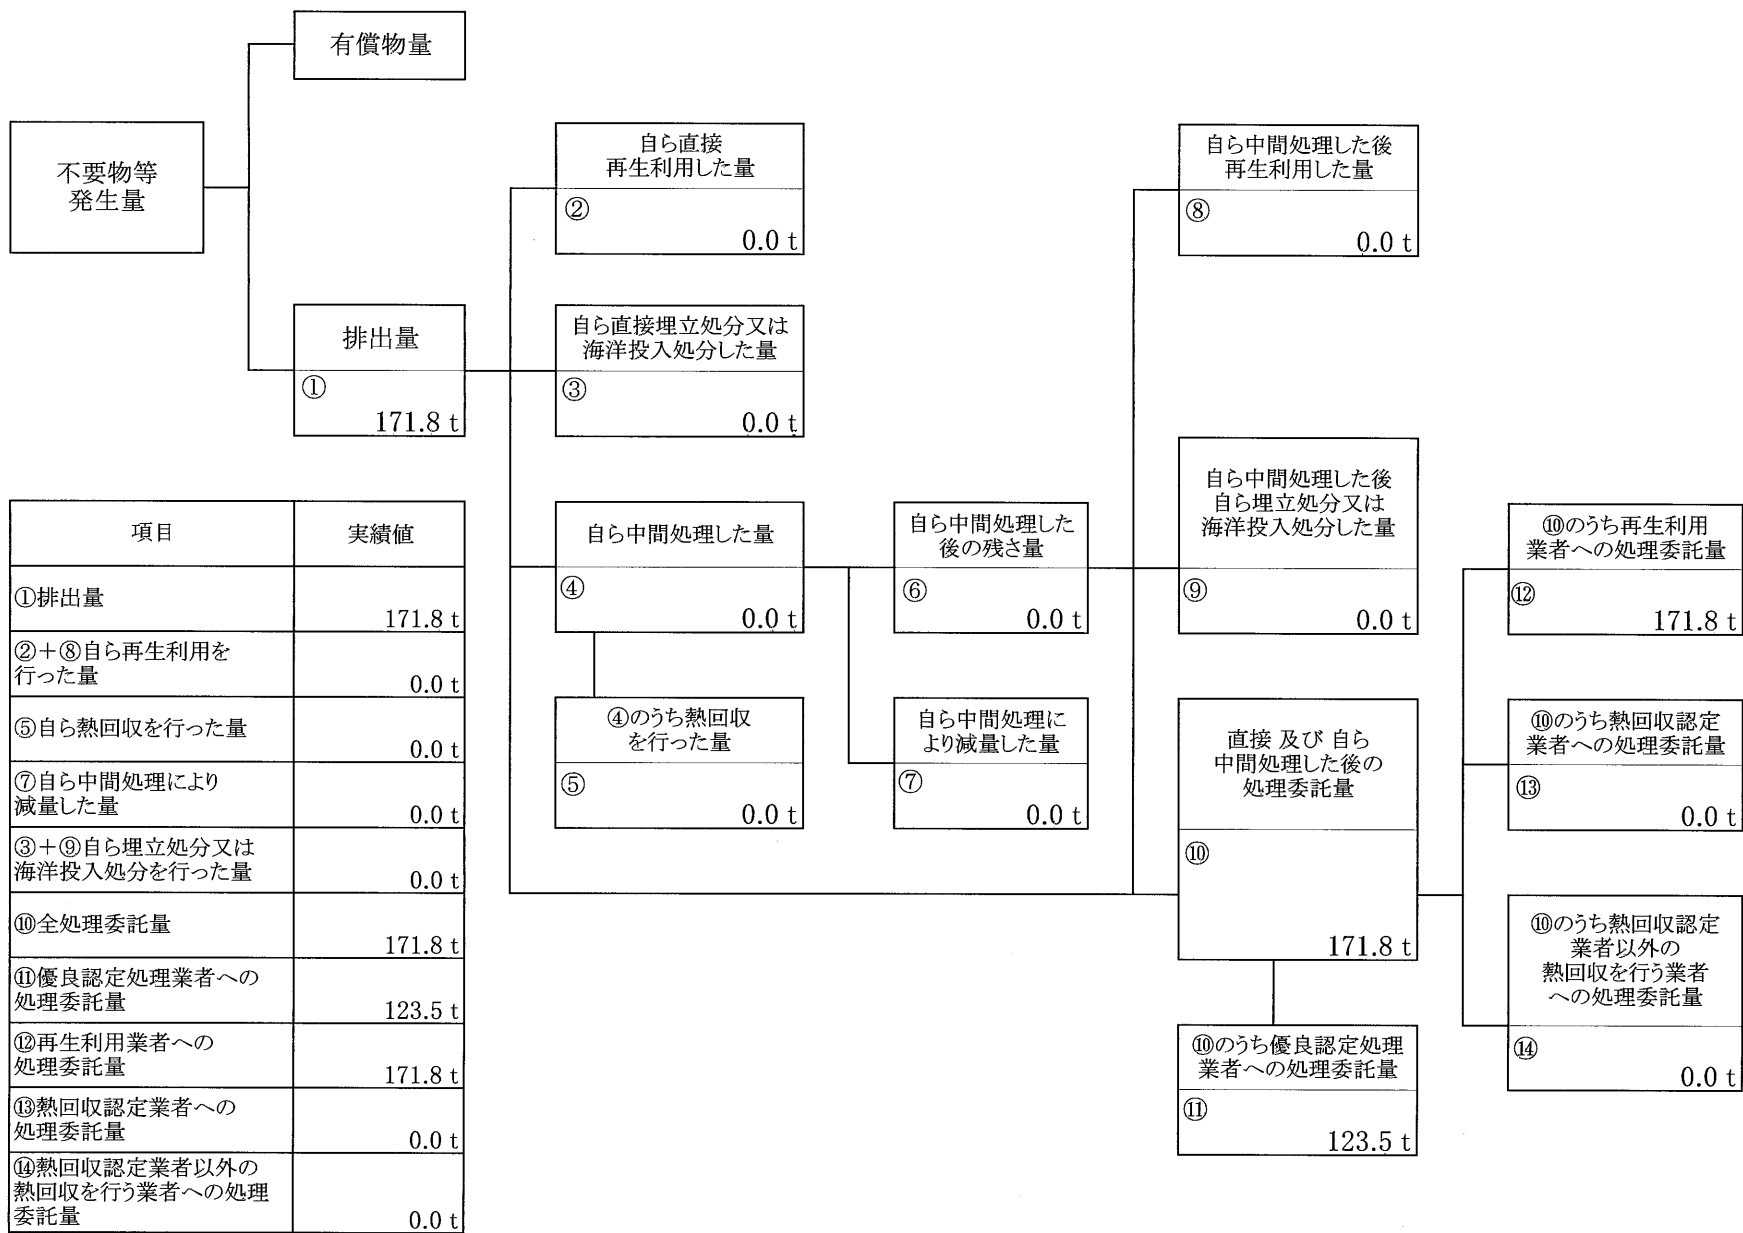 有償物量
不要物等
発生量
排出量
①
171.8 t
自ら直接
再生利用した量
②
0.0 t
自ら直接埋立処分又は
海洋投入処分した量
③
0.0 t
自ら中間処理した量
④
0.0 t
④のうち熱回収
を行った量
⑤
0.0 t
自ら中間処理した
後の残さ量
⑥
0.0 t
自ら中間処理に
より減量した量
⑦
0.0 t
自ら中間処理した後
再生利用した量
⑧
0.0 t
自ら中間処理した後
自ら埋立処分又は
海洋投入処分した量
⑨
0.0 t
直接 及び 自ら
中間処理した後の
処理委託量
⑩
171.8 t
⑩のうち優良認定処理
業者への処理委託量
⑪
123.5 t
⑩のうち再生利用
業者への処理委託量
⑫
171.8 t
⑩のうち熱回収認定
業者への処理委託量
⑬
0.0 t
⑩のうち熱回収認定
業者以外の
熱回収を行う業者
への処理委託量
⑭
0.0 t
項目 実績値
①排出量
171.8 t
②+⑧自ら再生利用を
行った量
0.0 t
⑤自ら熱回収を行った量
0.0 t
⑦自ら中間処理により
減量した量
0.0 t
③+⑨自ら埋立処分又は
海洋投入処分を行った量
0.0 t
⑩全処理委託量
171.8 t
⑪優良認定処理業者への
処理委託量
123.5 t
⑫再生利用業者への
処理委託量
171.8 t
⑬熱回収認定業者への
処理委託量
0.0 t
⑭熱回収認定業者以外の
熱回収を行う業者への処理
委託量
0.0 t